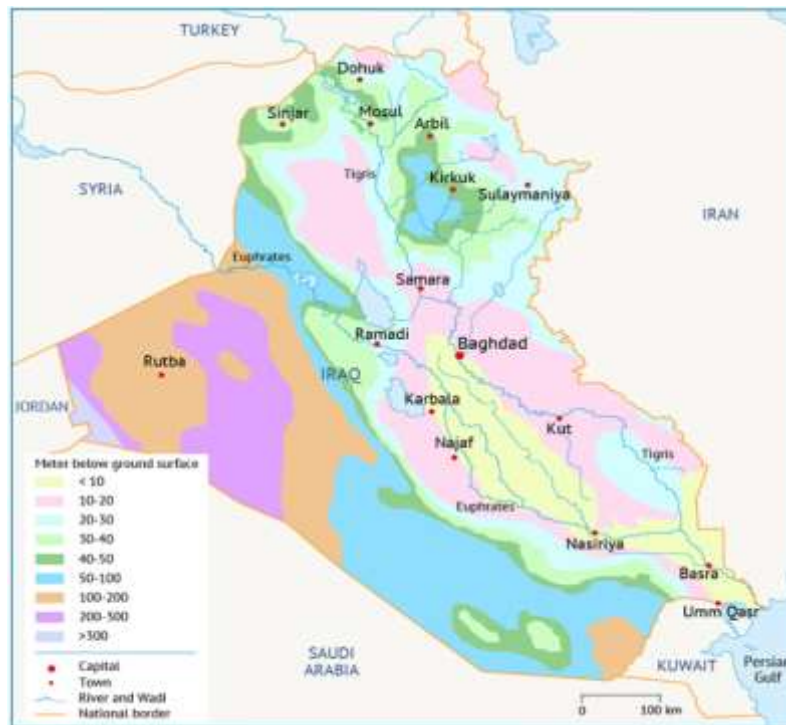 TURKEY
Dohuk
Sinjar
Mosul
Arbil
Tigris
Kirkuk
Sulaymaniya
SYRIA
IRAN
Euphrates
Samara
Ramadi
Baghdad
Rutba
IRAQ
JORDAN
Karbala
Kut
Najaf
Tigris
Euphrates
Nasiriya
Basra
Umm Qasr
SAUDI
ARABIA
KUWAIT
Persian
Gulf
Meter below ground surface
< 10
10-20
20-30
30-40
40-50
50-100
100-200
200-300
>300
Capital
Town
River and Wadi
National border
0 100 km